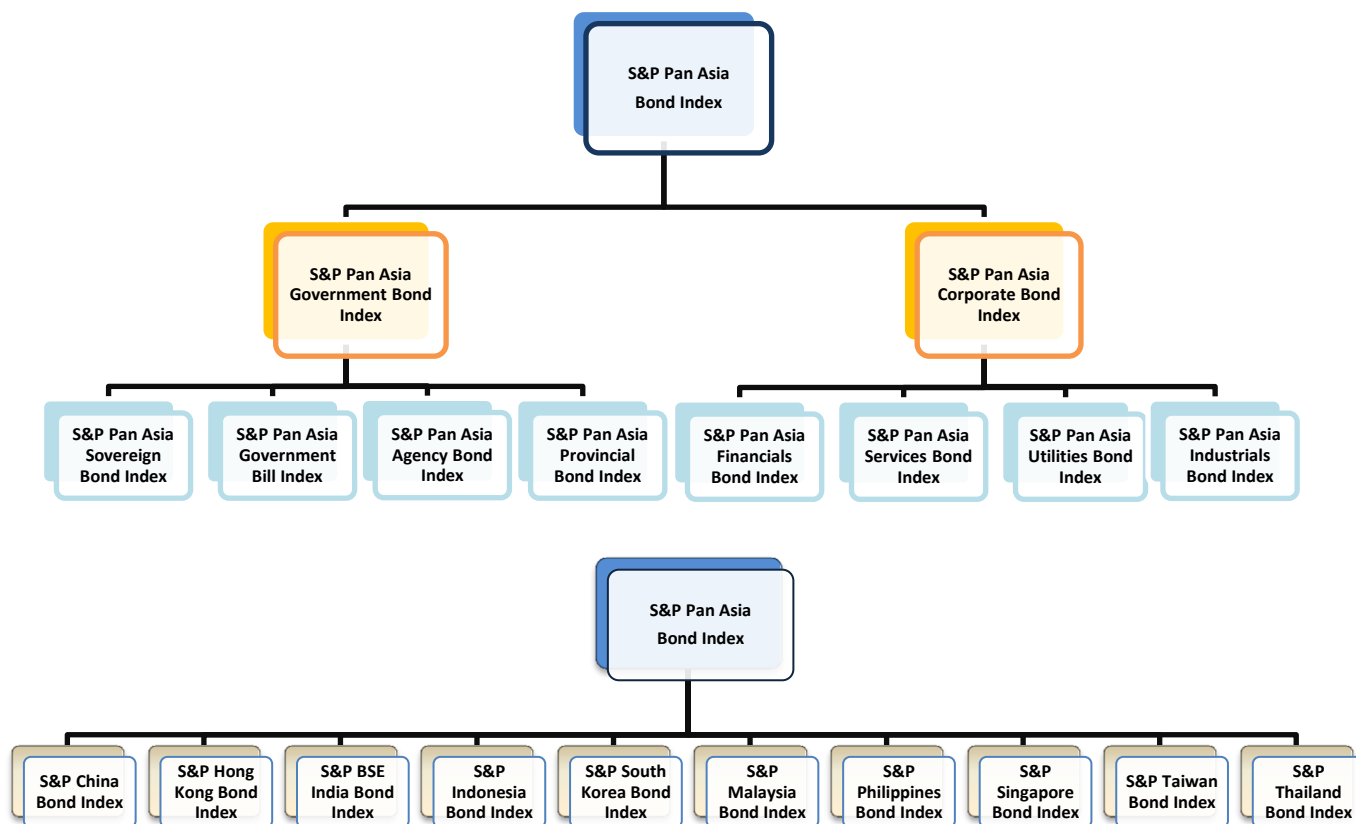 S&P Pan Asia
Bond Index
S&P Pan Asia
Government Bond
Index
S&P Pan Asia
Corporate Bond
Index
S&P Pan Asia
Sovereign
Bond Index
S&P Pan Asia
Government
Bill Index
S&P Pan Asia
Agency Bond
Index
S&P Pan Asia
Provincial
Bond Index
S&P Pan Asia
Financials
Bond Index
S&P Pan Asia
Services Bond
Index
S&P Pan Asia
Utilities Bond
Index
S&P Pan Asia
Industrials
Bond Index
S&P Pan Asia
Bond Index
S&P China
Bond Index
S&P Hong
Kong Bond
Index
S&P BSE
India Bond
Index
S&P
Indonesia
Bond Index
S&P South
Korea Bond
Index
S&P
Malaysia
Bond Index
S&P
Philippines
Bond Index
S&P
Singapore
Bond Index
S&P Taiwan
Bond Index
S&P
Thailand
Bond Index